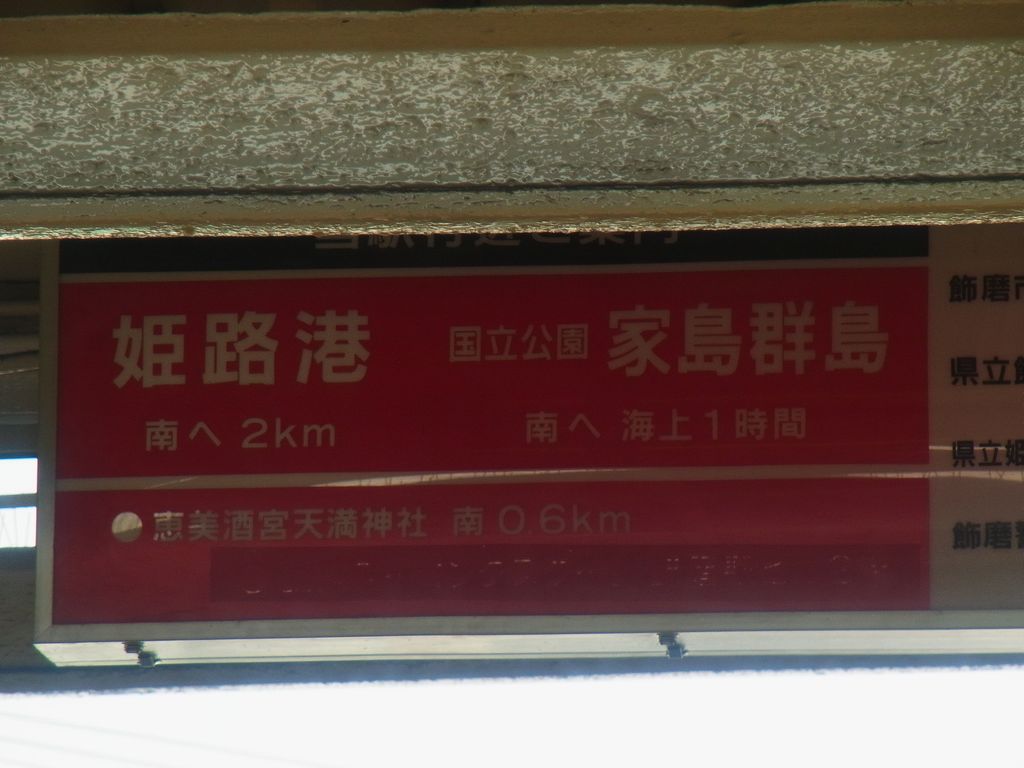 姫路港 国立公園 家島群島
南へ 2km 南へ 海上1時間
恵美酒宮天満神社 南 0.6km
飾磨
県立
県立姫
飾磨